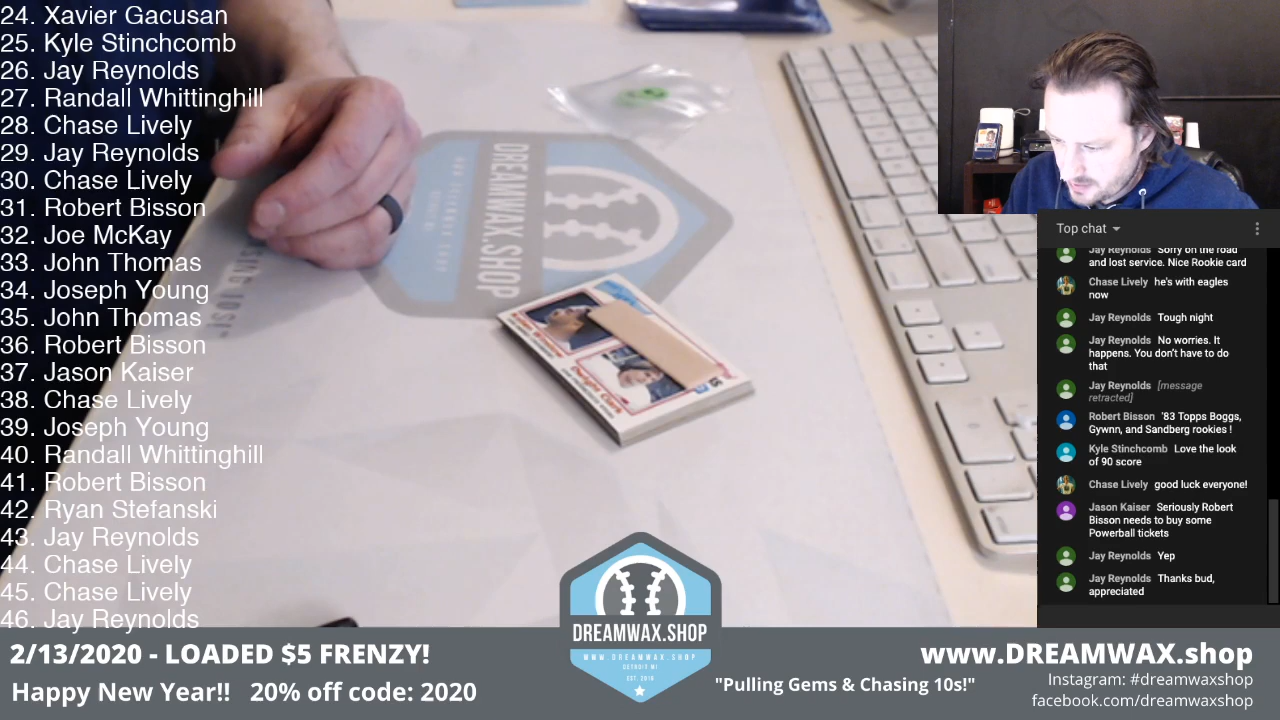 24. Xavier Gacusan
25. Kyle Stinchcomb
26. Jay Reynolds
27. Randall Whittinghill
28. Chase Lively
29. Jay Reynolds
30. Chase Lively
31. Robert Bisson
32. Joe McKay
33. John Thomas
34. Joseph Young
35. John Thomas
36. Robert Bisson
37. Jason Kaiser
38. Chase Lively
39. Joseph Young
40. Randall Whittinghill
41. Robert Bisson
42. Ryan Stefanski
43. Jay Reynolds
44. Chase Lively
45. Chase Lively
46. Jay Reynolds
DREAMWAX.SHOP
Top chat
Jay Reynolds Sorry on the road
and lost service. Nice Rookie card
Chase Lively he's with eagles
now
Jay Reynolds Tough night
Jay Reynolds No worries. It
happens. You don't have to do
that
Jay Reynolds [message
retracted]
Robert Bisson '83 Topps Boggs,
Gywnn, and Sandberg rookies !
Kyle Stinchcomb Love the look
of 90 score
Chase Lively good luck everyone!
Jason Kaiser Seriously Robert
Bisson needs to buy some
Powerball tickets
Jay Reynolds Yep
Jay Reynolds Thanks bud,
appreciated
2/13/2020 - LOADED $5 FRENZY!
Happy New Year!! 20% off code: 2020
DREAMWAX.SHOP
WWW.DREAMWAX.SHOP
DETROIT MI
EST. 2018
"Pulling Gems & Chasing 10s!"
www.DREAMWAX.shop
Instagram: #dreamwaxshop
facebook.com/dreamwaxshop